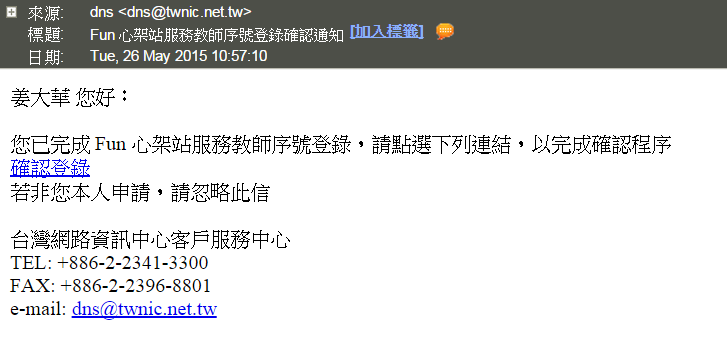 來源: dns <dns@twnic.net.tw>
標題: Fun 心架站服務教師序號登錄確認通知 [加入標籤]
日期: Tue, 26 May 2015 10:57:10
姜大華 您好：
您已完成 Fun 心架站服務教師序號登錄，請點選下列連結，以完成確認程序
確認登錄
若非您本人申請，請忽略此信
台灣網路資訊中心客戶服務中心
TEL: +886-2-2341-3300
FAX: +886-2-2396-8801
e-mail: dns@twnic.net.tw